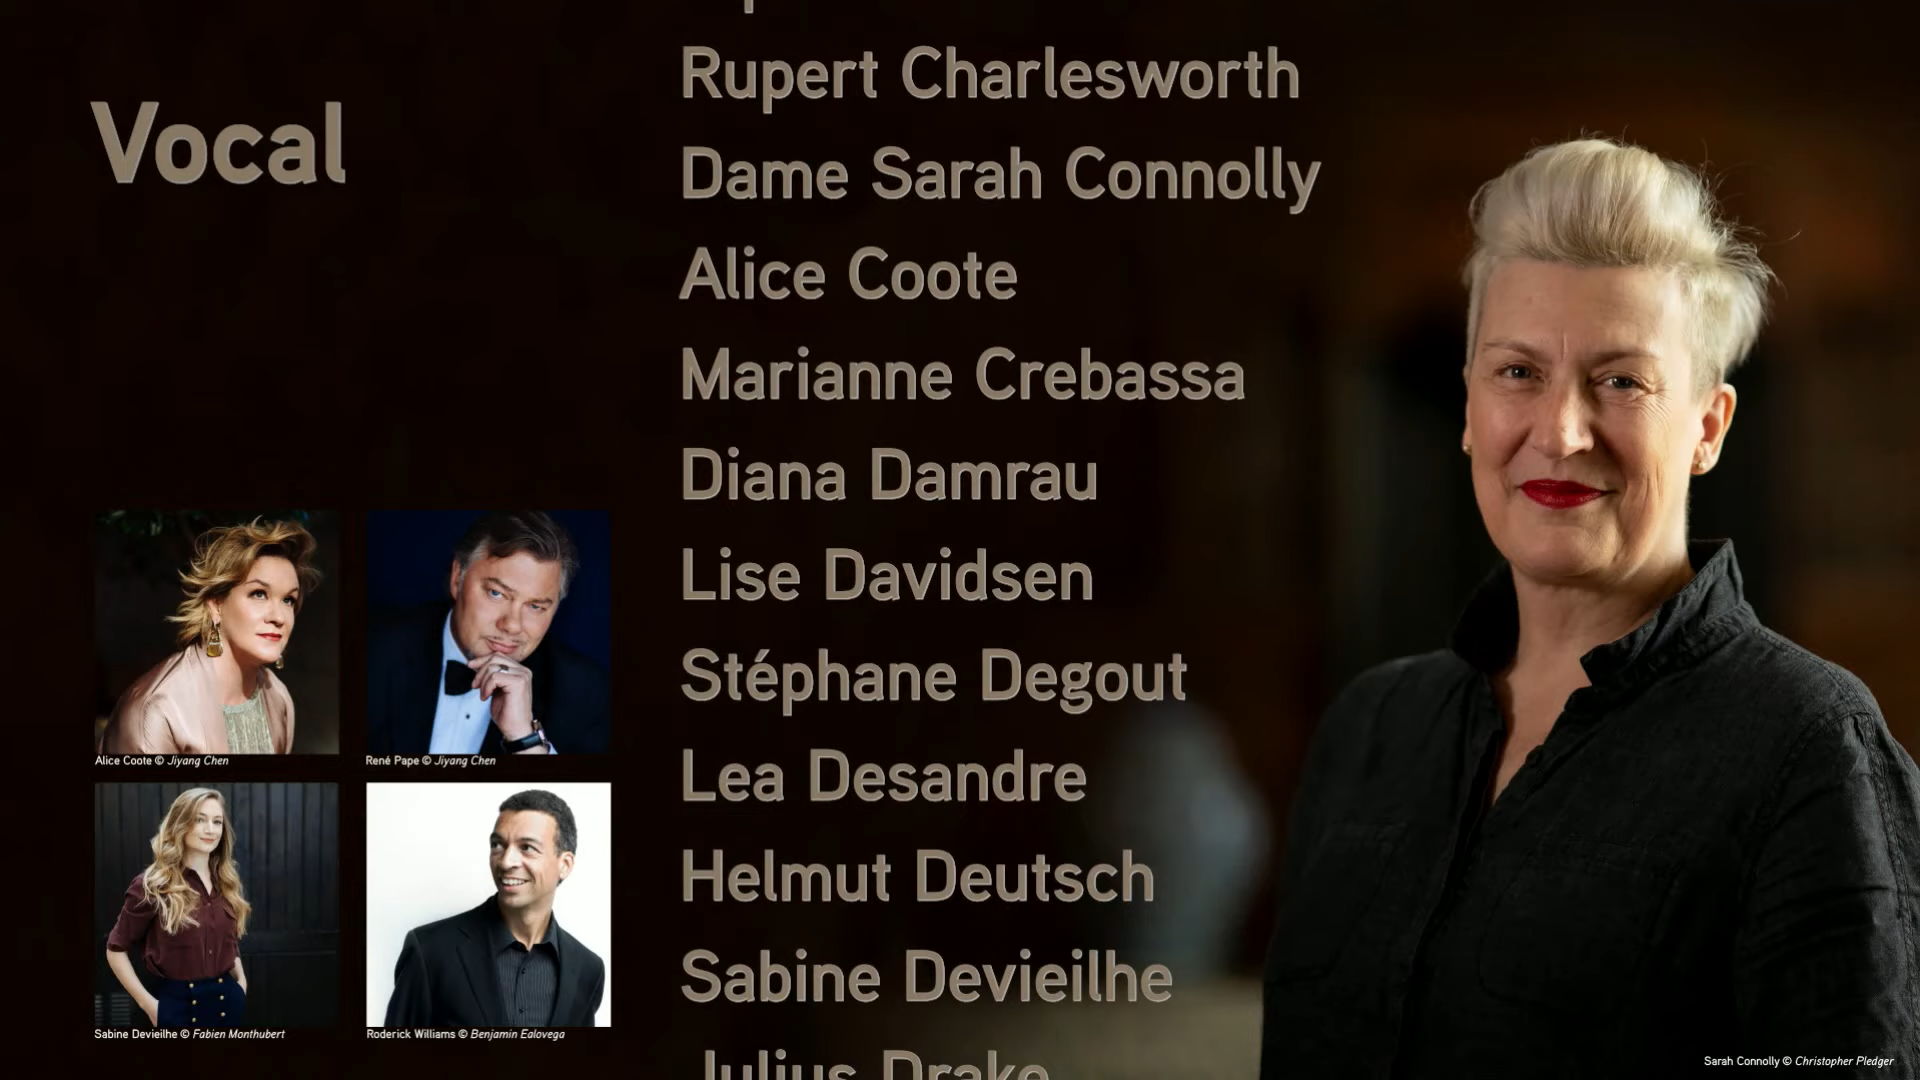 Vocal
Rupert Charlesworth
Dame Sarah Connolly
Alice Coote
Marianne Crebassa
Diana Damrau
Lise Davidsen
Stéphane Degout
Lea Desandre
Helmut Deutsch
Sabine Devieilhe
Julius Drake
Alice Coote © Jiyang Chen
René Pape © Jiyang Chen
Sabine Devieilhe © Fabien Monthubert
Roderick Williams © Benjamin Ealovega
Sarah Connolly © Christopher Pledger